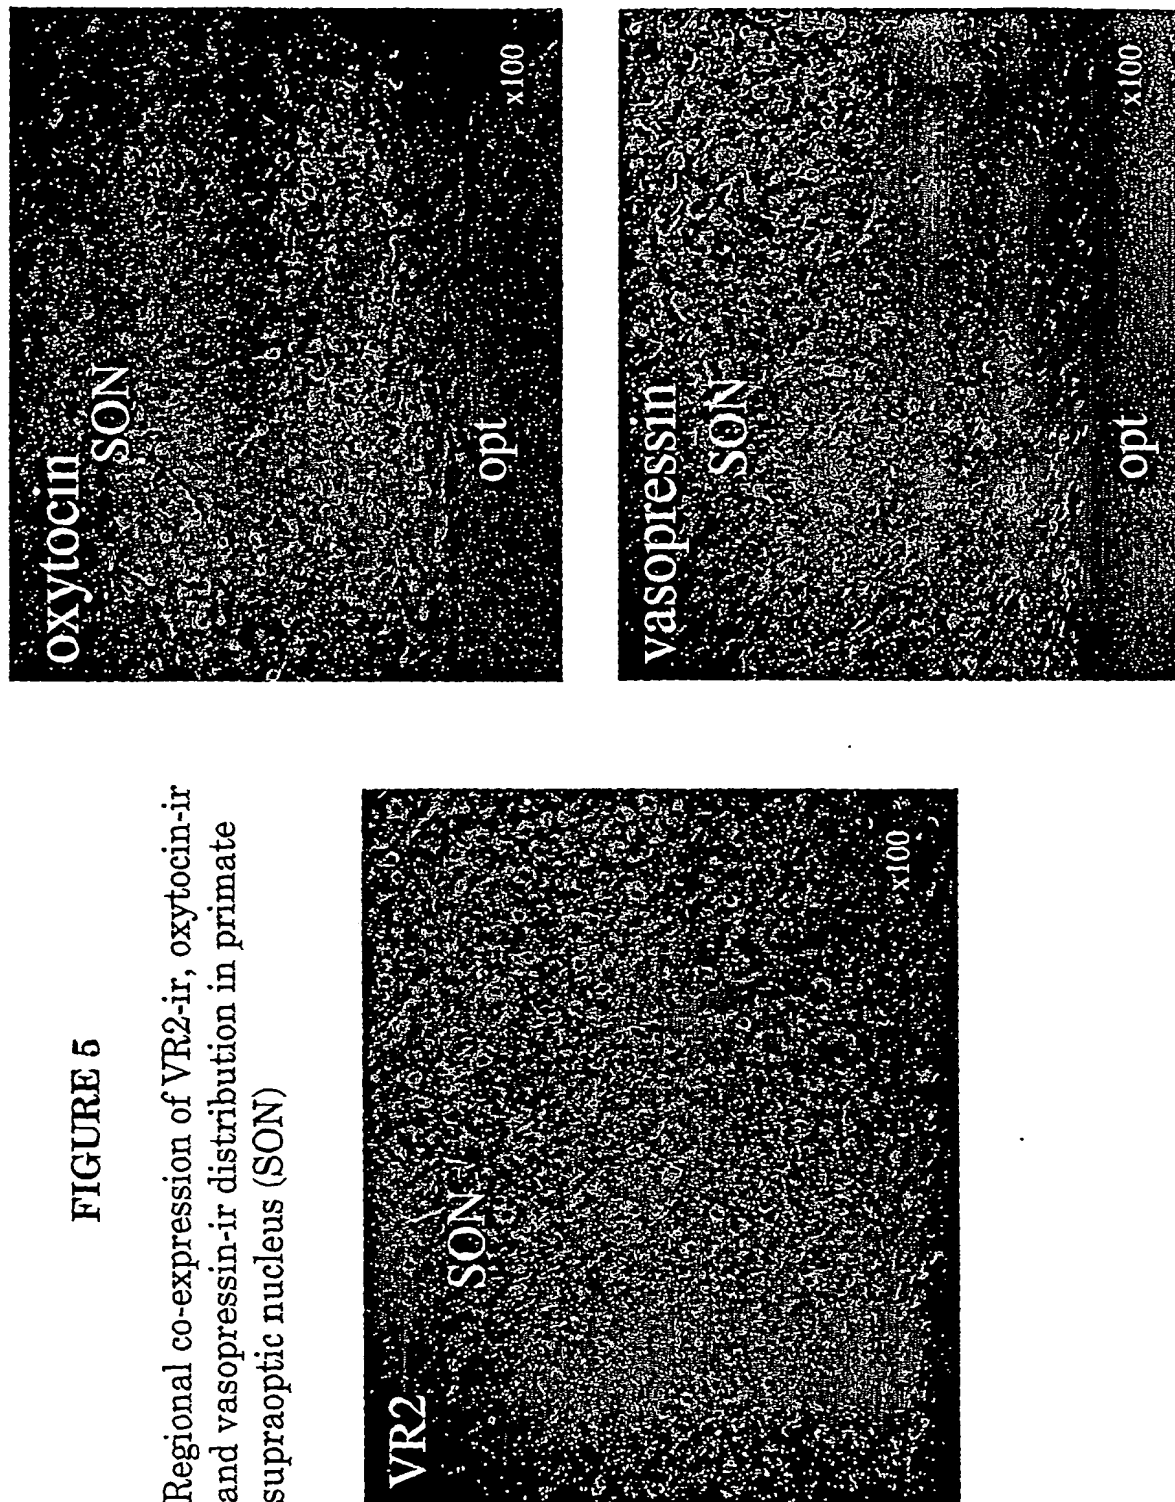 FIGURE 5
Regional co-expression of VR2-ir, oxytocin-ir
and vasopressin-ir distribution in primate
supraoptic nucleus (SON)
VR2
SON
x100
oxytocin
SON
opt
x100
vasopressin
SON
opt
x100